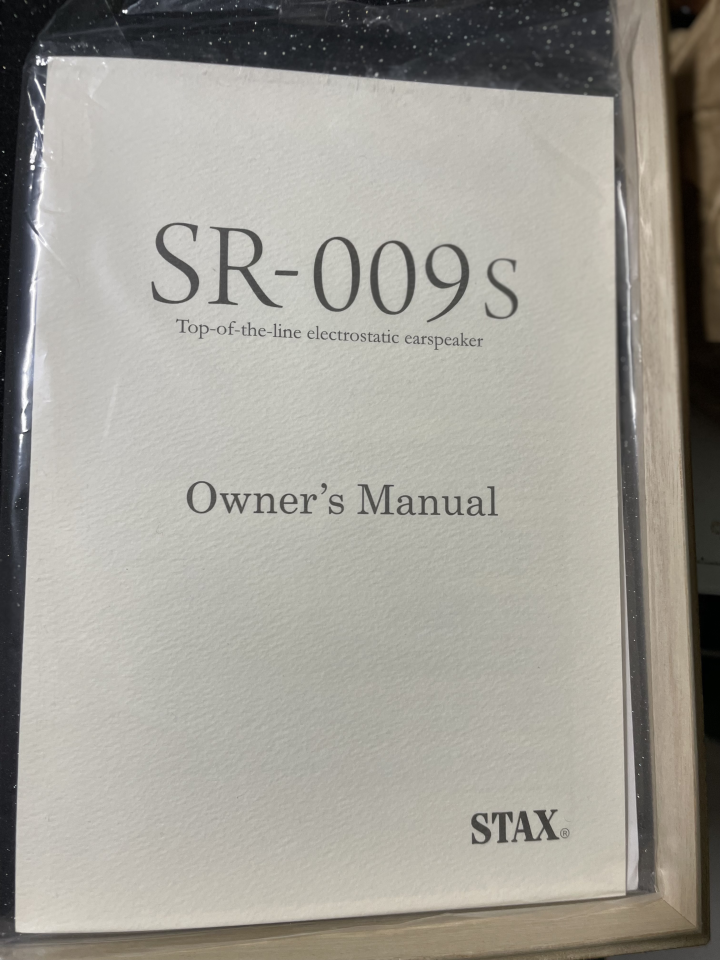 SR-009S
Top-of-the-line electrostatic earspeaker
Owner's Manual
STAX®